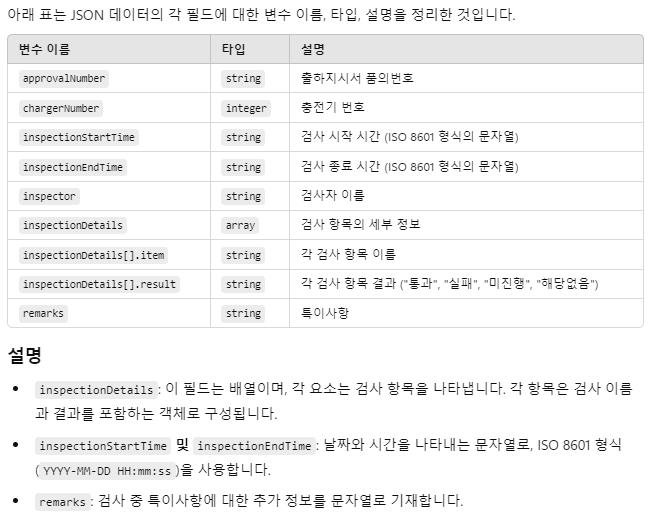 아래 표는 JSON 데이터의 각 필드에 대한 변수 이름, 타입, 설명을 정리한 것입니다.
변수 이름 타입 설명
approvalNumber string 출하지시서 품의번호
chargerNumber integer 충전기 번호
inspectionStartTime string 검사 시작 시간 (ISO 8601 형식의 문자열)
inspectionEndTime string 검사 종료 시간 (ISO 8601 형식의 문자열)
inspector string 검사자 이름
inspectionDetails array 검사 항목의 세부 정보
inspectionDetails[].item string 각 검사 항목 이름
inspectionDetails[].result string 각 검사 항목 결과 ("통과", "실패", "미진행", "해당없음")
remarks string 특이사항
설명
• inspectionDetails: 이 필드는 배열이며, 각 요소는 검사 항목을 나타냅니다. 각 항목은 검사 이름
과 결과를 포함하는 객체로 구성됩니다.
• inspectionStartTime 및 inspectionEndTime: 날짜와 시간을 나타내는 문자열로, ISO 8601 형식
(YYYY-MM-DD HH:mm:ss)을 사용합니다.
• remarks: 검사 중 특이사항에 대한 추가 정보를 문자열로 기재합니다.